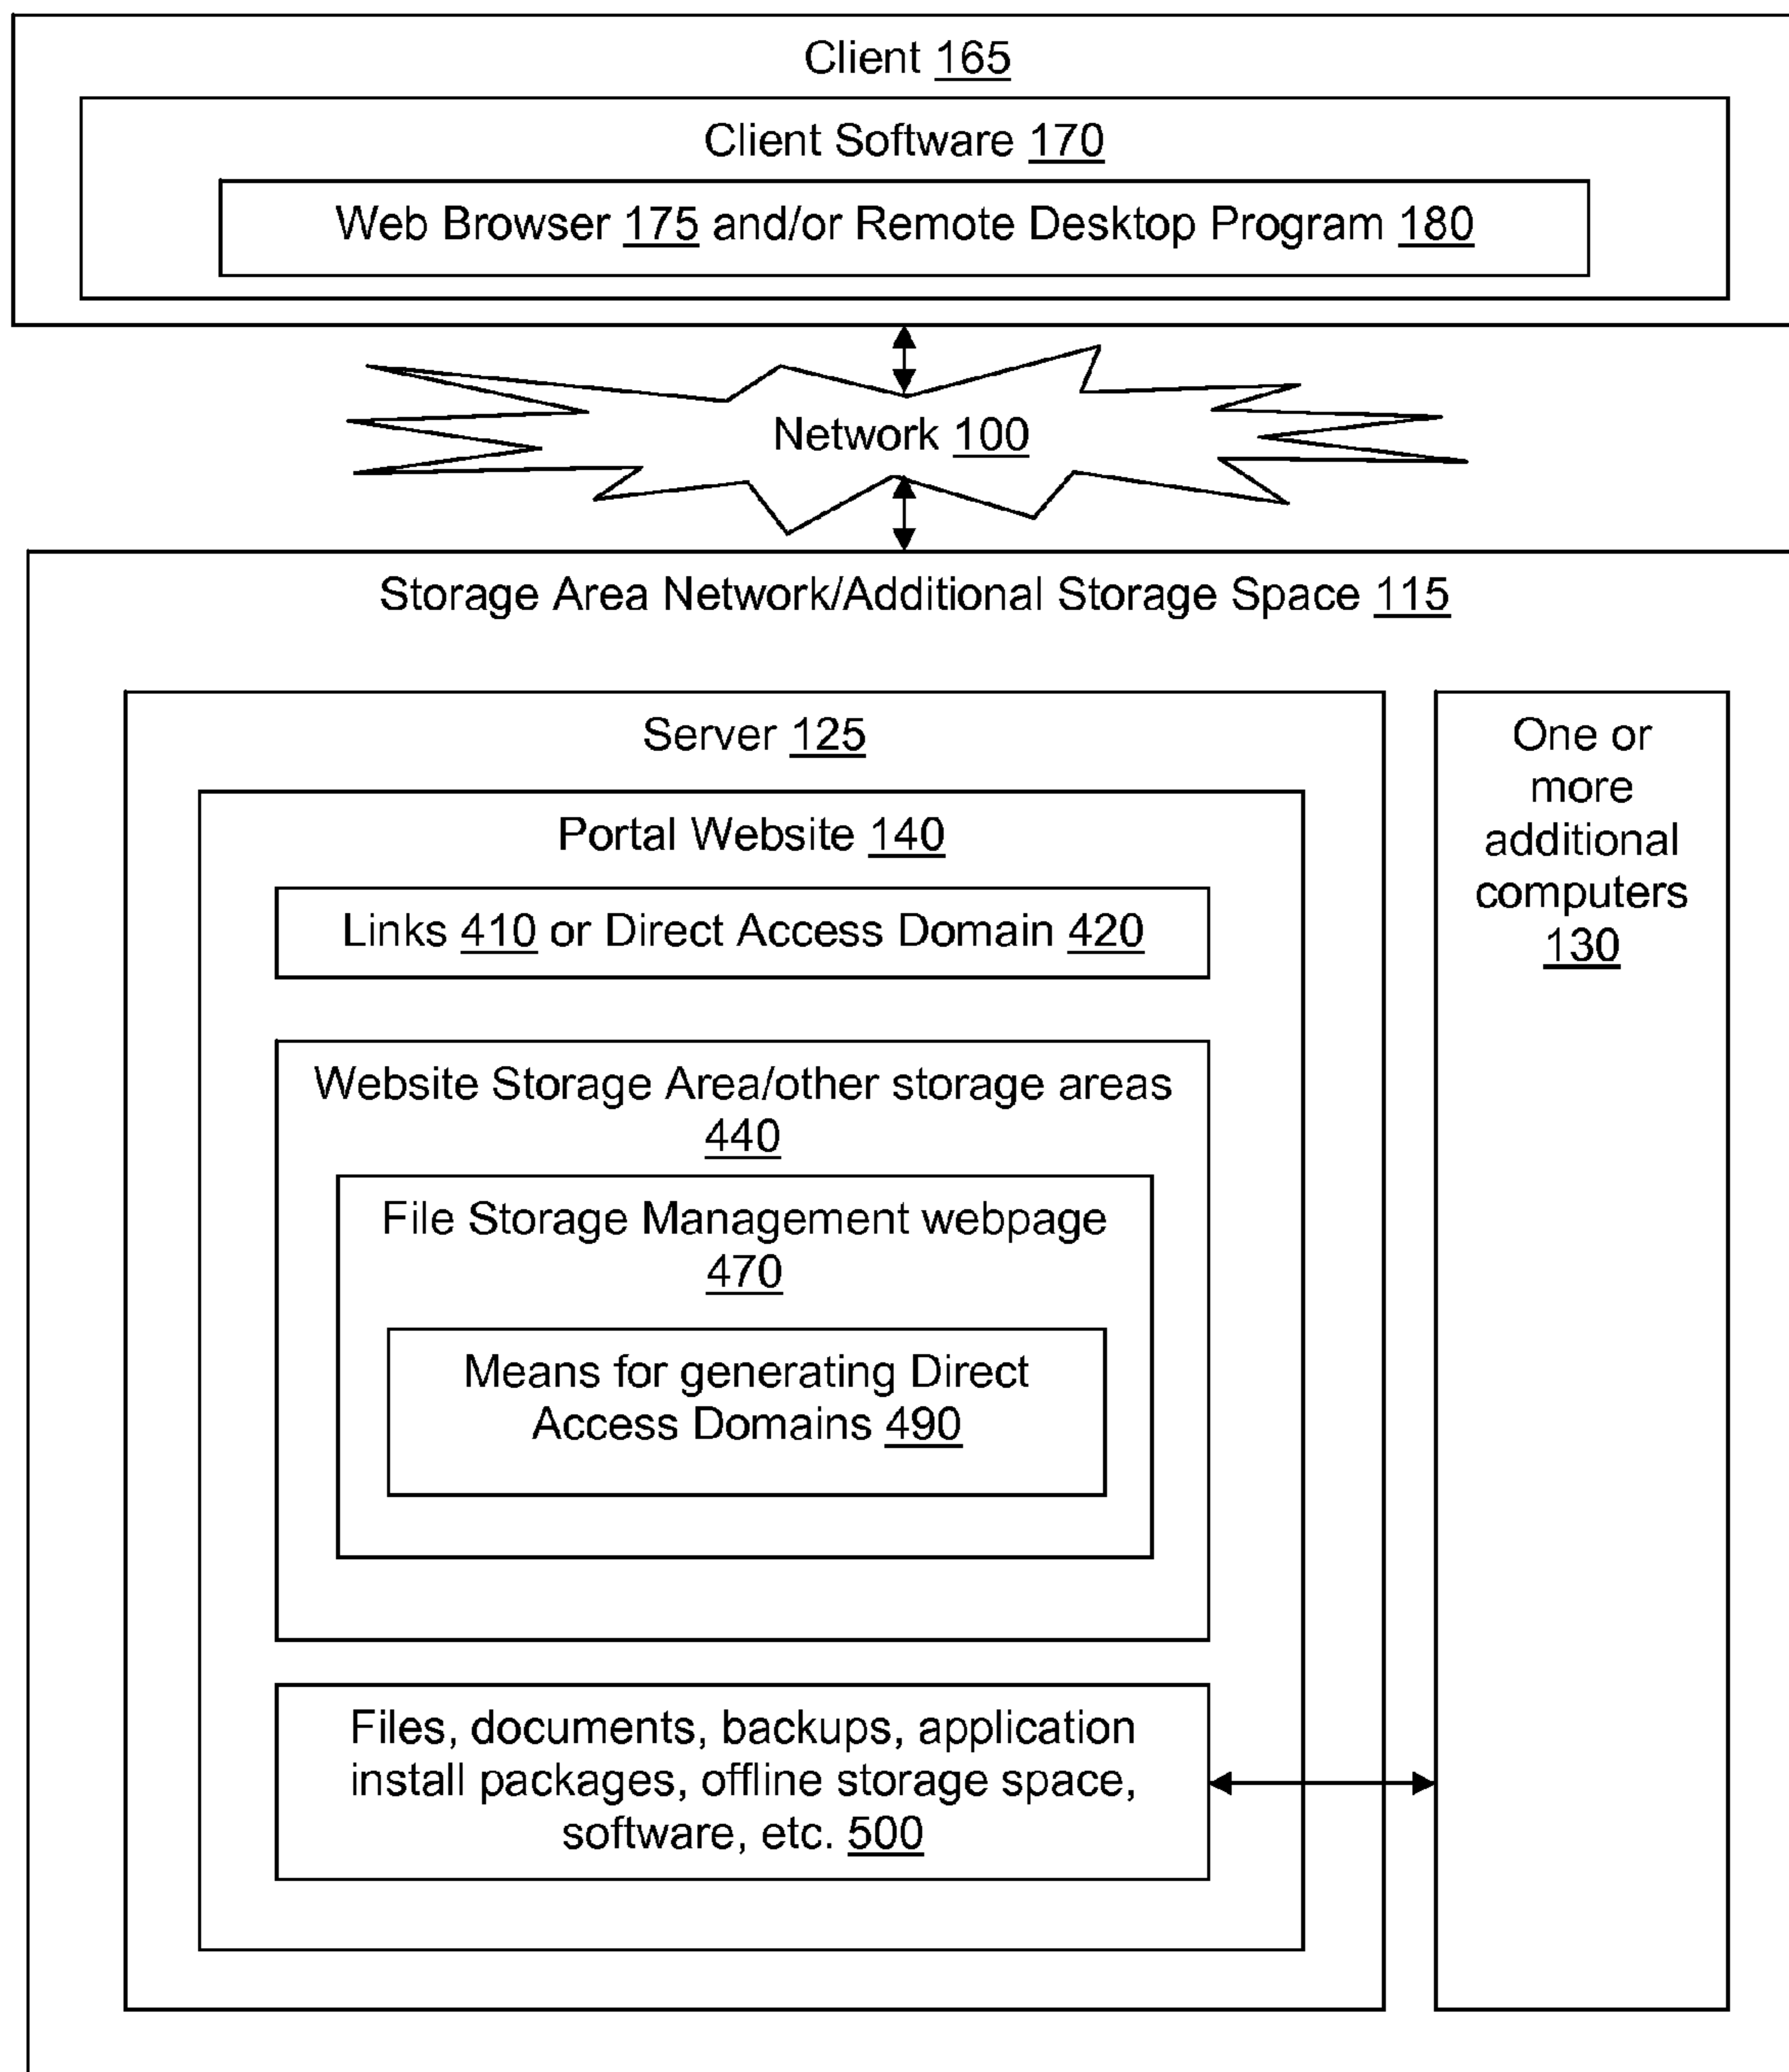 Client 165
Client Software 170
Web Browser 175 and/or Remote Desktop Program 180
Network 100
Storage Area Network/Additional Storage Space 115
Server 125
Portal Website 140
Links 410 or Direct Access Domain 420
Website Storage Area/other storage areas
440
File Storage Management webpage
470
Means for generating Direct
Access Domains 490
Files, documents, backups, application
install packages, offline storage space,
software, etc. 500
One or
more
additional
computers
130